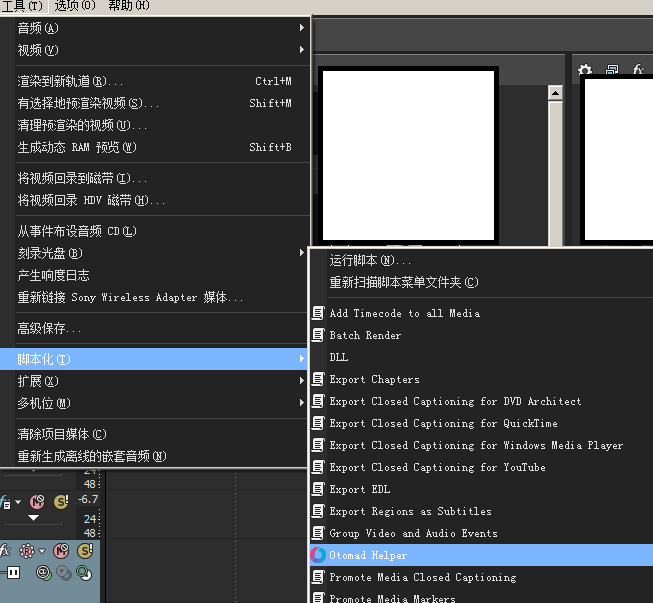 工具(T) 选项(O) 帮助(H)
音频(A)
视频(V)
渲染到新轨道(R)... Ctrl+M
有选择地预渲染视频(S)... Shift+M
清理预渲染的视频(U)...
生成动态 RAM 预览(W) Shift+B
将视频回录到磁带(I)...
将视频回录 HDV 磁带(H)...
从事件布设音频 CD(L)
刻录光盘(B)
产生响度日志
重新链接 Sony Wireless Adapter 媒体...
高级保存...
脚本化(T)
扩展(X)
多机位(M)
清除项目媒体(C)
重新生成离线的嵌套音频(N)
运行脚本(N)...
重新扫描脚本菜单文件夹(C)
Add Timecode to all Media
Batch Render
DLL
Export Chapters
Export Closed Captioning for DVD Architect
Export Closed Captioning for QuickTime
Export Closed Captioning for Windows Media Player
Export Closed Captioning for YouTube
Export EDL
Export Regions as Subtitles
Group Video and Audio Events
Otomad Helper
Promote Media Closed Captioning
Promote Media Markers
24
48
-6.7
24
48